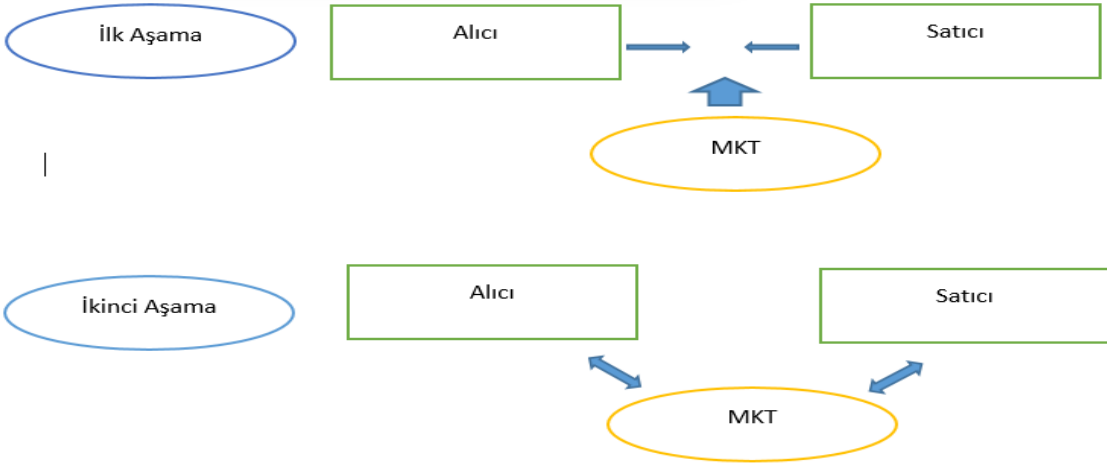 İlk Aşama
Alıcı
Satıcı
MKT
İkinci Aşama
Alıcı
Satıcı
MKT